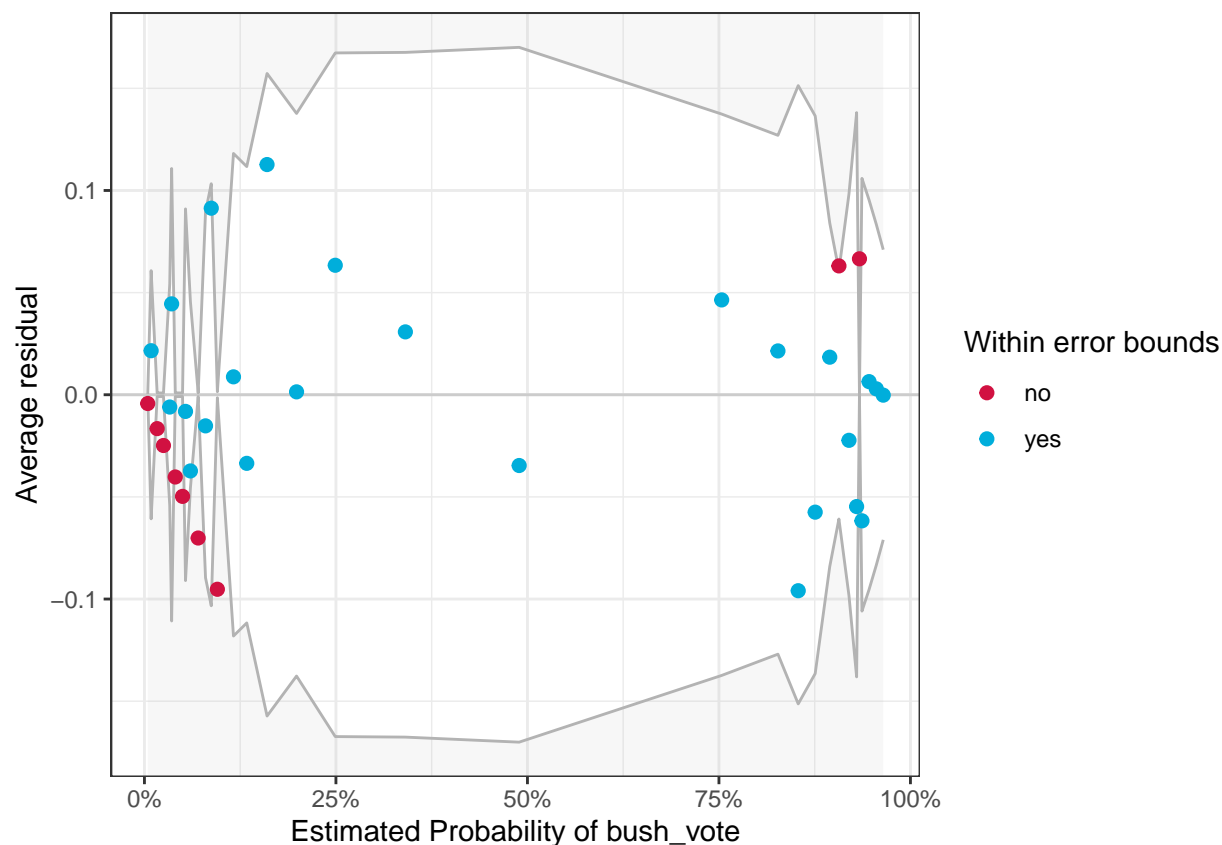 0.1
0.0
−0.1
Average residual
0%
25%
50%
75%
100%
Estimated Probability of bush_vote
Within error bounds
no
yes